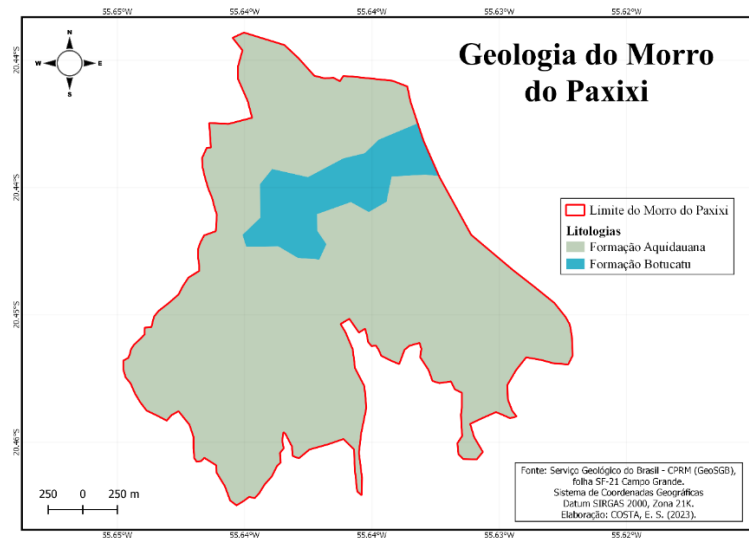 55.65°W 55.64°W 55.64°W 55.63°W 55.62°W
20.44°S
20.44°S
20.45°S
20.46°S
N
W E
S
Geologia do Morro
do Paxixi
Limite do Morro do Paxixi
Litologias
Formação Aquidauana
Formação Botucatu
250 0 250 m
Fonte: Serviço Geológico do Brasil - CPRM (GeoSGB),
folha SF-21 Campo Grande.
Sistema de Coordenadas Geográficas
Datum SIRGAS 2000, Zona 21K.
Elaboração: COSTA, E. S. (2023).
55.65°W 55.64°W 55.64°W 55.63°W 55.62°W